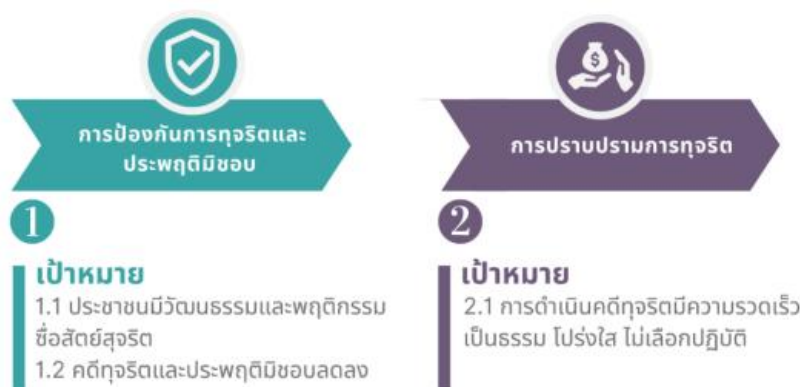 การป้องกันการทุจริตและ
ประพฤติมิชอบ
1
เป้าหมาย
1.1 ประชาชนมีวัฒนธรรมและพฤติกรรม
ซื่อสัตย์สุจริต
1.2 คดีทุจริตและประพฤติมิชอบลดลง
$
การปราบปรามการทุจริต
2
เป้าหมาย
2.1 การดำเนินคดีทุจริตมีความรวดเร็ว
เป็นธรรม โปร่งใส ไม่เลือกปฏิบัติ